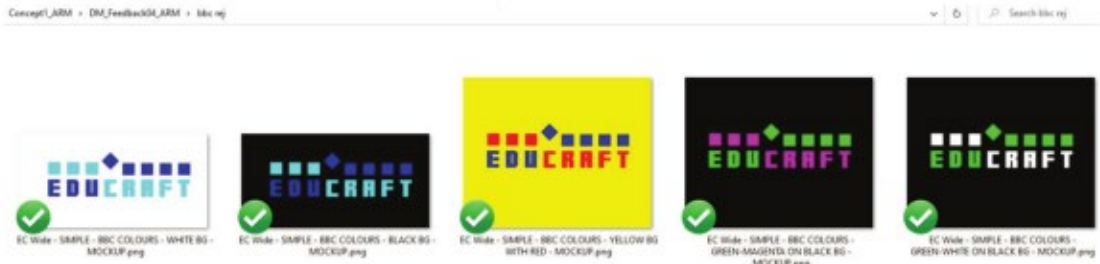 Concept1_ARM > DM_Feedback04_ARM > bbc rej
Search bbc rej
EDUCRAFT
EDUCRAFT
EDUCRAFT
EDUCRAFT
EDUCRAFT
EC Wide - SIMPLE - BBC COLOURS - WHITE BG -
MOCKUP.png
EC Wide - SIMPLE - BBC COLOURS - BLACK BG -
MOCKUP.png
EC Wide - SIMPLE - BBC COLOURS - YELLOW BG
WITH RED - MOCKUP.png
EC Wide - SIMPLE - BBC COLOURS -
GREEN-MAGENTA ON BLACK BG -
MOCKUP.png
EC Wide - SIMPLE - BBC COLOURS -
GREEN-WHITE ON BLACK BG - MOCKUP.png